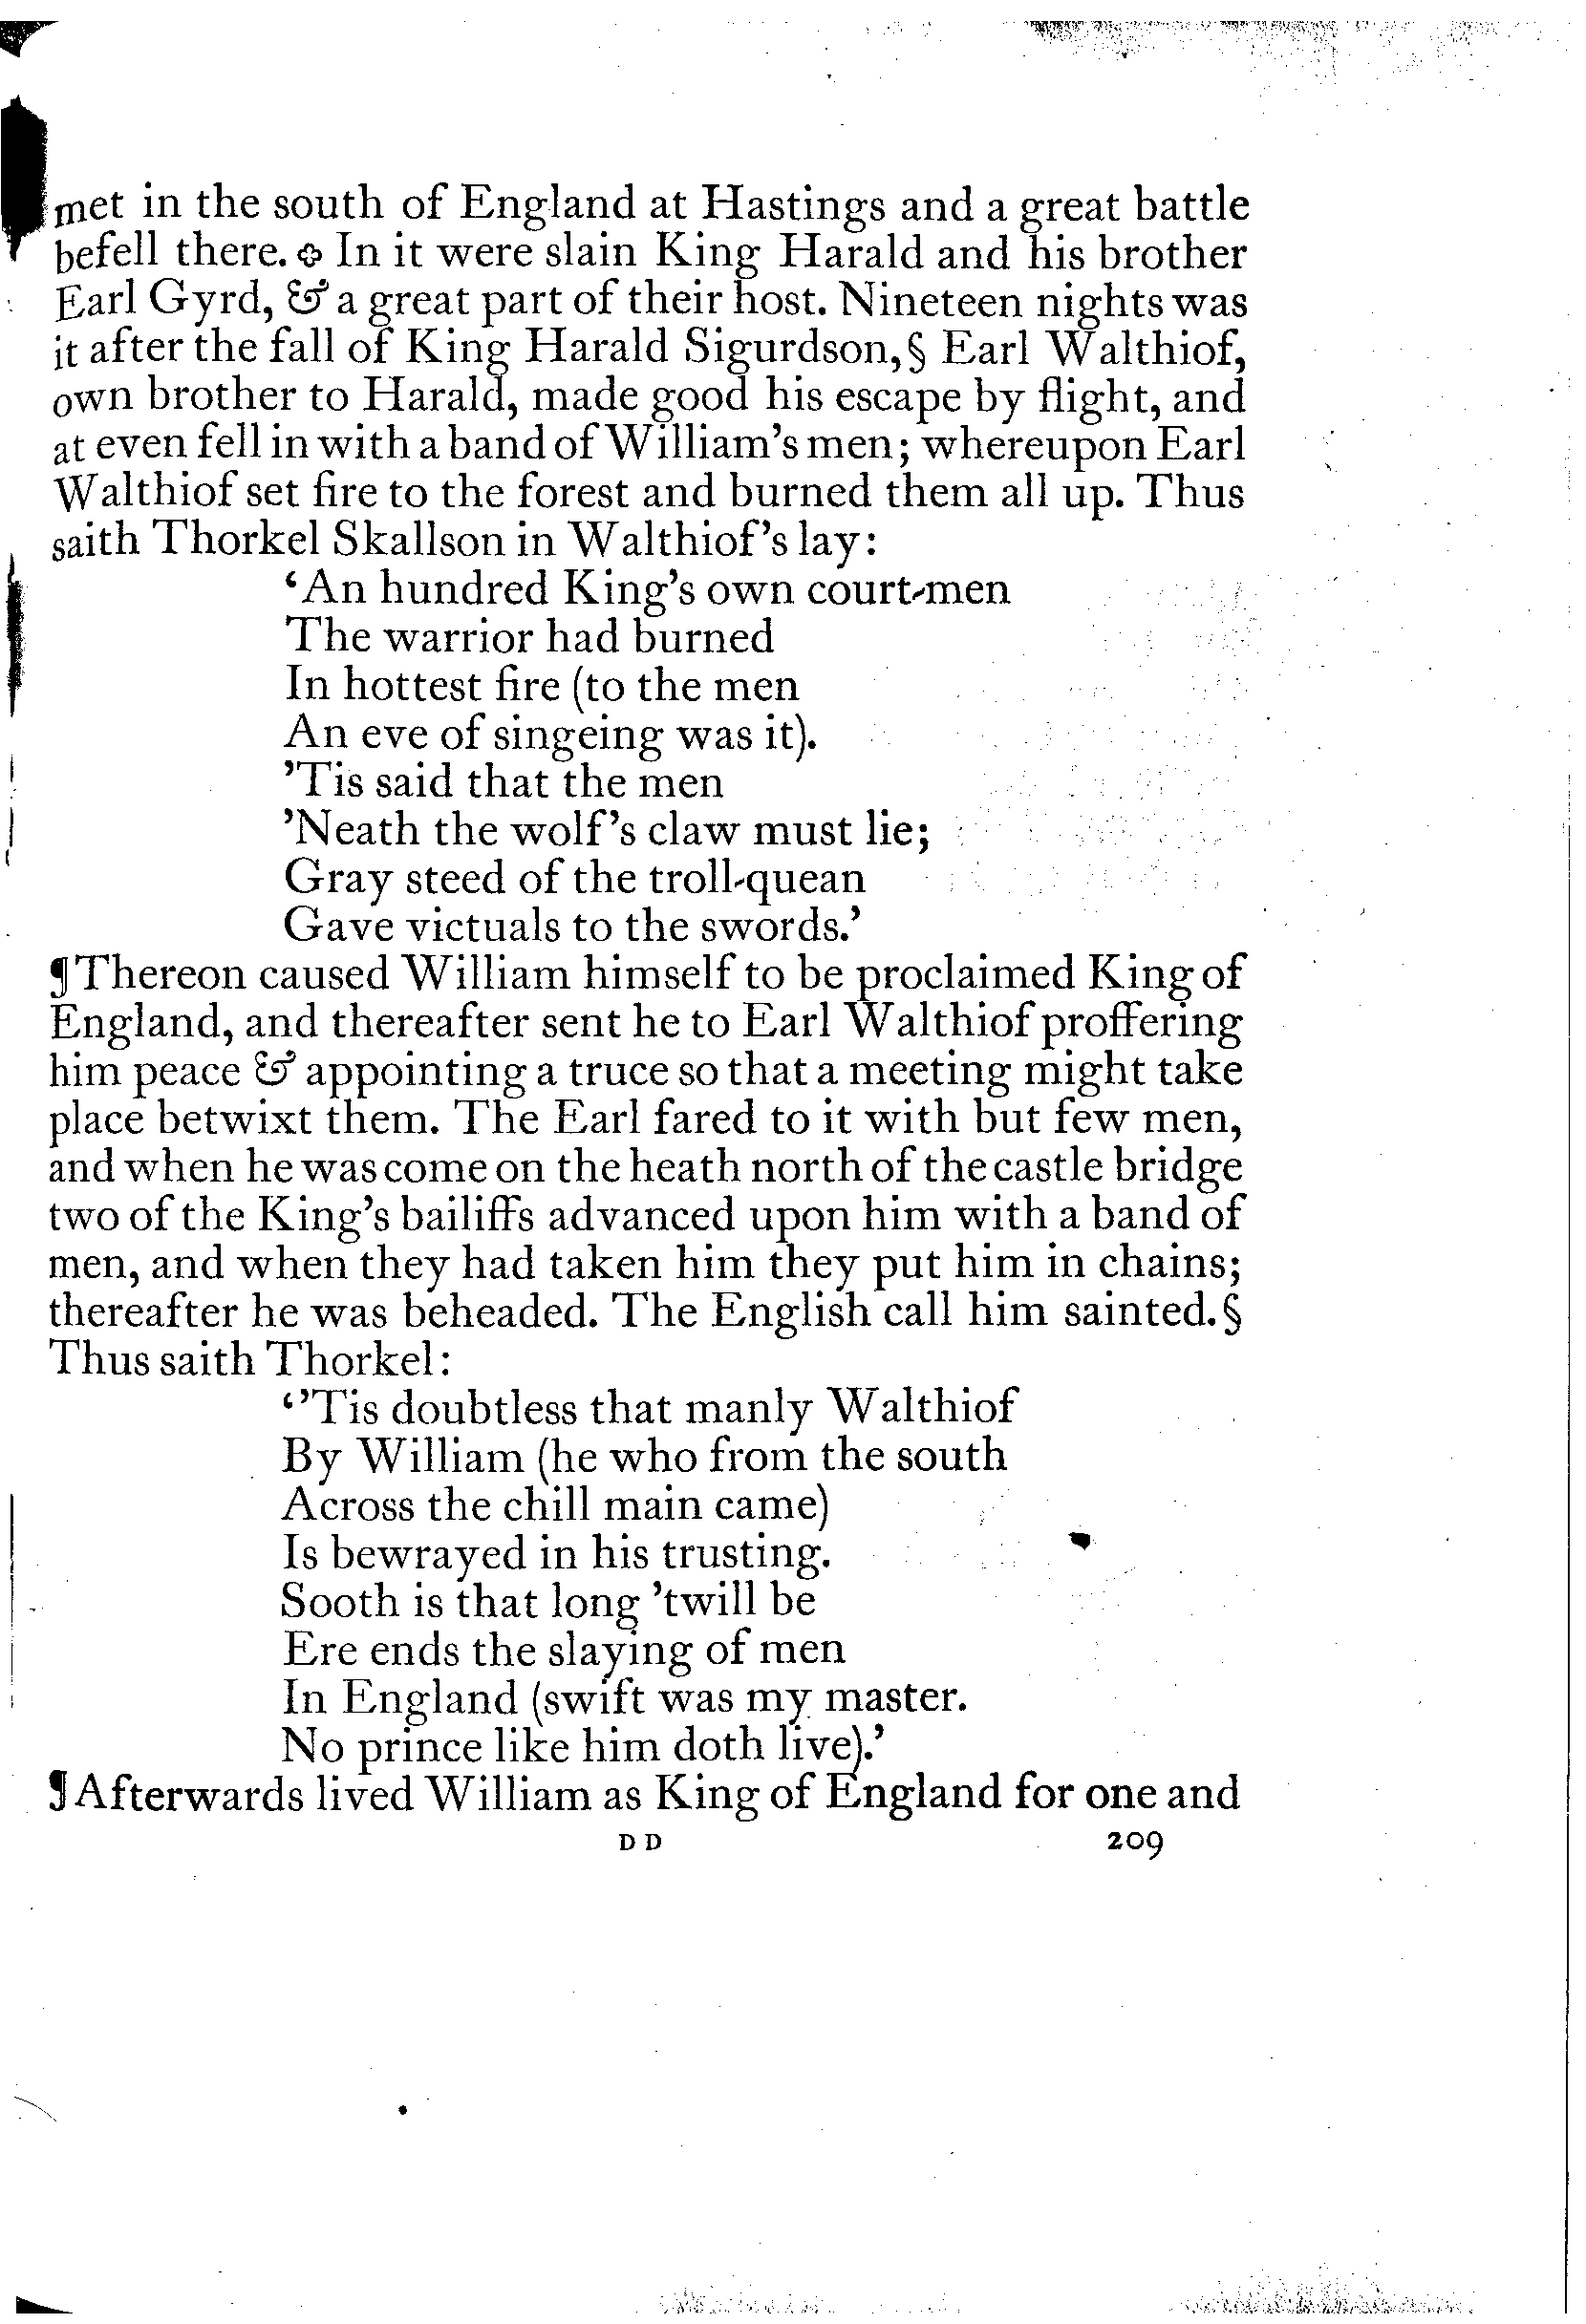 met in the south of England at Hastings and a great battle
befell there. ✥ In it were slain King Harald and his brother
Earl Gyrd, & a great part of their host. Nineteen nights was
it after the fall of King Harald Sigurdson,§ Earl Walthiof,
own brother to Harald, made good his escape by flight, and
at even fell in with a band of William's men; whereupon Earl
Walthiof set fire to the forest and burned them all up. Thus
saith Thorkel Skallson in Walthiof's lay:
‘An hundred King's own court-men
The warrior had burned
In hottest fire (to the men
An eve of singeing was it).
’Tis said that the men
’Neath the wolf's claw must lie;
Gray steed of the troll-quean
Gave victuals to the swords.’
¶ Thereon caused William himself to be proclaimed King of
England, and thereafter sent he to Earl Walthiof proffering
him peace & appointing a truce so that a meeting might take
place betwixt them. The Earl fared to it with but few men,
and when he was come on the heath north of the castle bridge
two of the King's bailiffs advanced upon him with a band of
men, and when they had taken him they put him in chains;
thereafter he was beheaded. The English call him sainted.§
Thus saith Thorkel:
‘’Tis doubtless that manly Walthiof
By William (he who from the south
Across the chill main came)
Is bewrayed in his trusting.
Sooth is that long ’twill be
Ere ends the slaying of men
In England (swift was my master.
No prince like him doth live).’
¶ Afterwards lived William as King of England for one and
D D 209